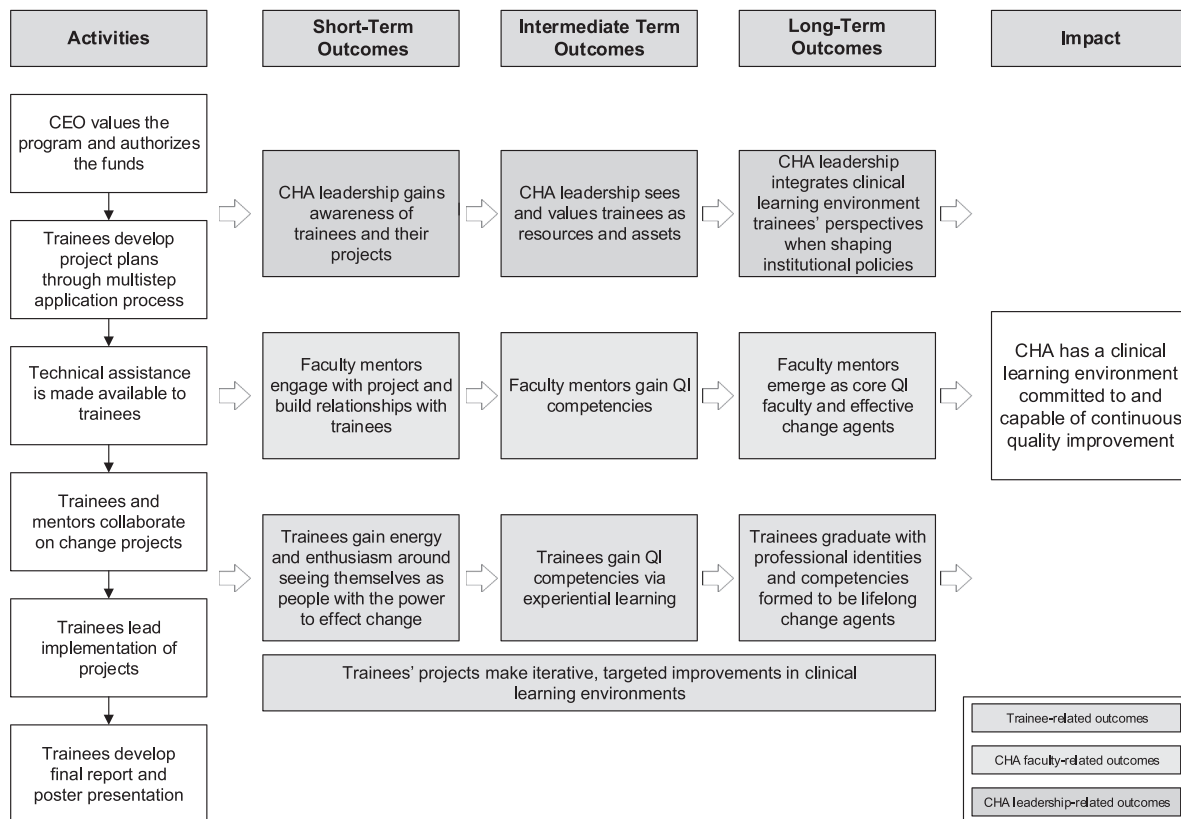 Activities
Short-Term
Outcomes
Intermediate Term
Outcomes
Long-Term
Outcomes
Impact
CEO values the
program and authorizes
the funds
Trainees develop
project plans
through multistep
application process
Technical assistance
is made available to
trainees
Trainees and
mentors collaborate
on change projects
Trainees lead
implementation of
projects
Trainees develop
final report and
poster presentation
CHA leadership gains
awareness of
trainees and their
projects
CHA leadership sees
and values trainees as
resources and assets
CHA leadership
integrates clinical
learning environment
trainees’ perspectives
when shaping
institutional policies
Faculty mentors
engage with project and
build relationships with
trainees
Faculty mentors gain QI
competencies
Faculty mentors
emerge as core QI
faculty and effective
change agents
Trainees gain energy
and enthusiasm around
seeing themselves as
people with the power
to effect change
Trainees gain QI
competencies via
experiential learning
Trainees graduate with
professional identities
and competencies
formed to be lifelong
change agents
Trainees’ projects make iterative, targeted improvements in clinical
learning environments
CHA has a clinical
learning environment
committed to and
capable of continuous
quality improvement
Trainee-related outcomes
CHA faculty-related outcomes
CHA leadership-related outcomes